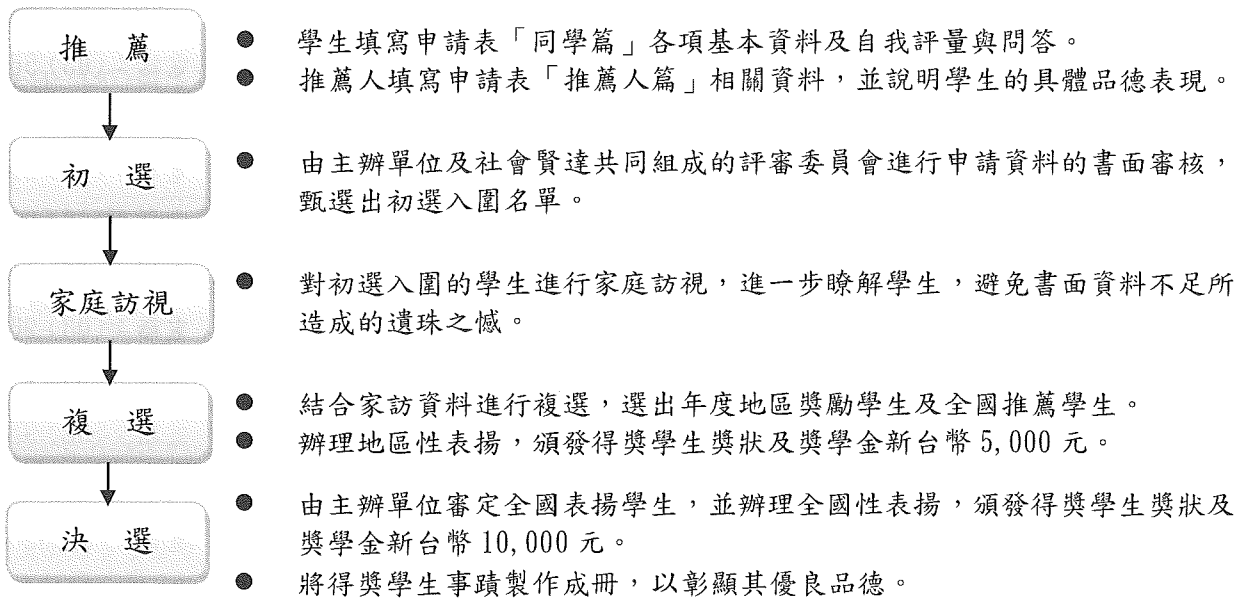 推 薦
● 學生填寫申請表「同學篇」各項基本資料及自我評量與問答。
● 推薦人填寫申請表「推薦人篇」相關資料，並說明學生的具體品德表現。
初 選
● 由主辦單位及社會賢達共同組成的評審委員會進行申請資料的書面審核，
甄選出初選入圍名單。
家庭訪視
● 對初選入圍的學生進行家庭訪視，進一步瞭解學生，避免書面資料不足所
造成的遺珠之憾。
複 選
● 結合家訪資料進行複選，選出年度地區獎勵學生及全國推薦學生。
● 辦理地區性表揚，頒發得獎學生獎狀及獎學金新台幣 5,000 元。
決 選
● 由主辦單位審定全國表揚學生，並辦理全國性表揚，頒發得獎學生獎狀及
獎學金新台幣 10,000 元。
● 將得獎學生事蹟製作成冊，以彰顯其優良品德。